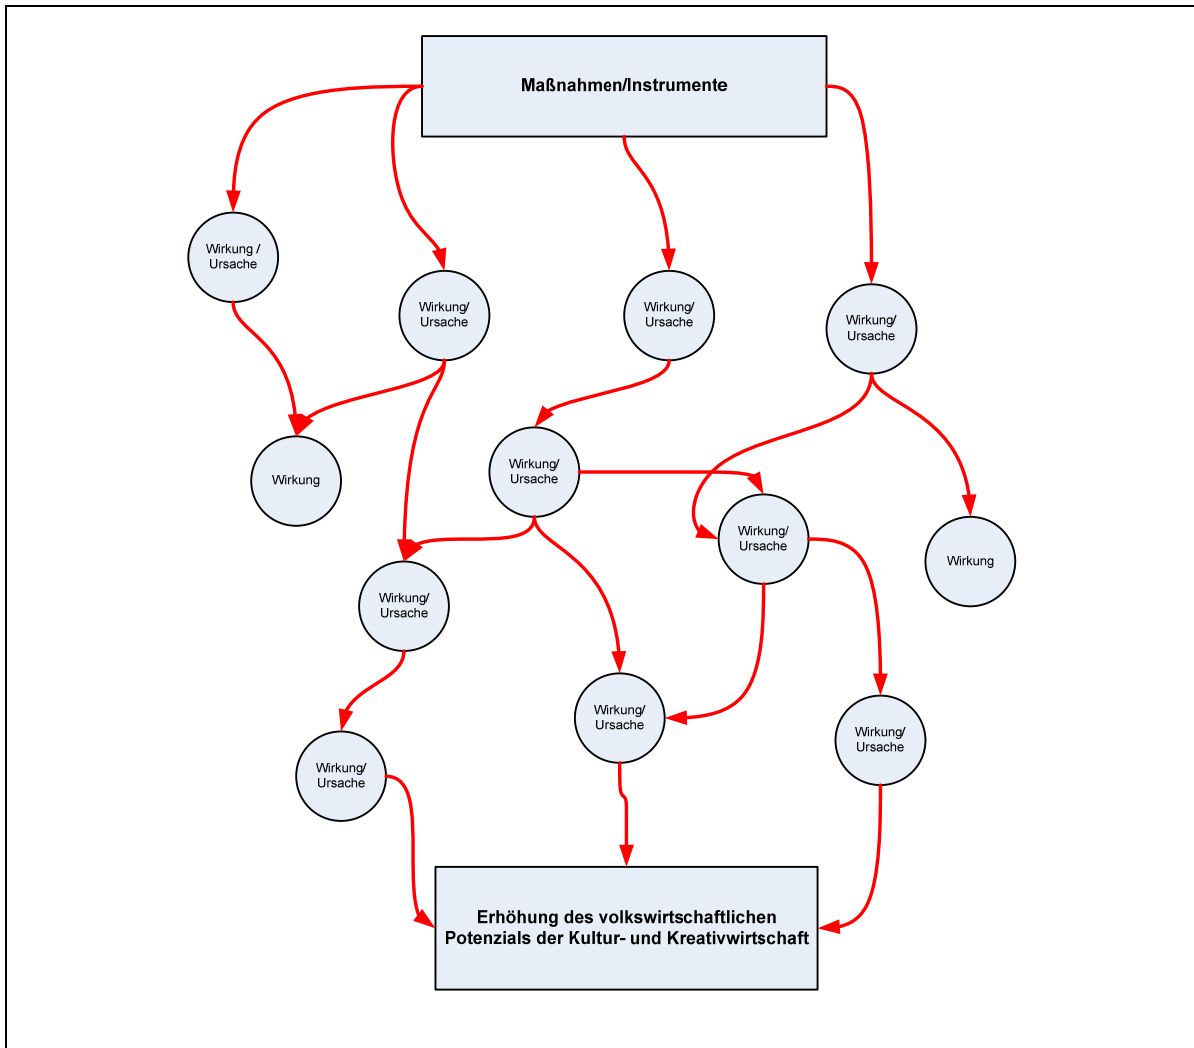 Maßnahmen/Instrumente
Wirkung /
Ursache
Wirkung/
Ursache
Wirkung/
Ursache
Wirkung/
Ursache
Wirkung
Wirkung/
Ursache
Wirkung/
Ursache
Wirkung
Wirkung/
Ursache
Wirkung/
Ursache
Wirkung/
Ursache
Wirkung/
Ursache
Erhöhung des volkswirtschaftlichen
Potenzials der Kultur- und Kreativwirtschaft